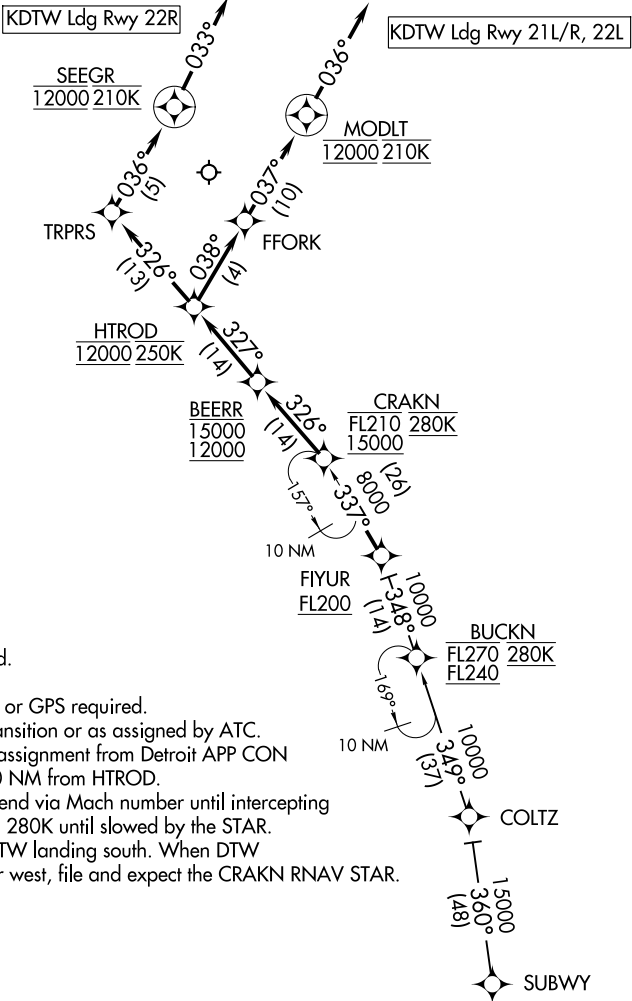 KDTW Ldg Rwy 22R
KDTW Ldg Rwy 21L/R, 22L
033°
036°
SEEGR
12000 210K
MODLT
12000 210K
036°
(5)
037°
(10)
TRPRS
FFORK
326°
(13)
038°
(4)
HTROD
12000 250K
327°
(14)
BEERR
15000
12000
326°
(14)
CRAKN
FL210 280K
15000
(26)
8000
337°
157°
10 NM
FIYUR
FL200
10000
348°
(14)
BUCKN
FL270 280K
FL240
169°
10 NM
10000
349°
(37)
COLTZ
15000
360°
(48)
SUBWY
d.
or GPS required.
ansition or as assigned by ATC.
assignment from Detroit APP CON
0 NM from HTROD.
end via Mach number until intercepting
280K until slowed by the STAR.
TW landing south. When DTW
r west, file and expect the CRAKN RNAV STAR.